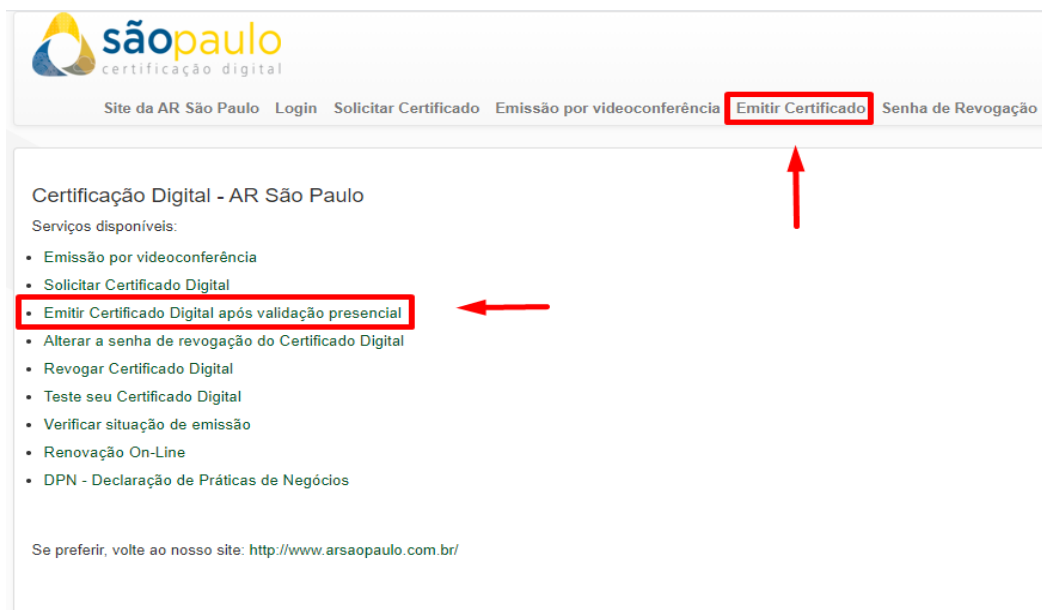 sãopaulo
certificação digital
Site da AR São Paulo Login Solicitar Certificado Emissão por videoconferência Emitir Certificado Senha de Revogação
Certificação Digital - AR São Paulo
Serviços disponíveis:
• Emissão por videoconferência
• Solicitar Certificado Digital
• Emitir Certificado Digital após validação presencial
• Alterar a senha de revogação do Certificado Digital
• Revogar Certificado Digital
• Teste seu Certificado Digital
• Verificar situação de emissão
• Renovação On-Line
• DPN - Declaração de Práticas de Negócios
Se preferir, volte ao nosso site: http://www.arsaopaulo.com.br/